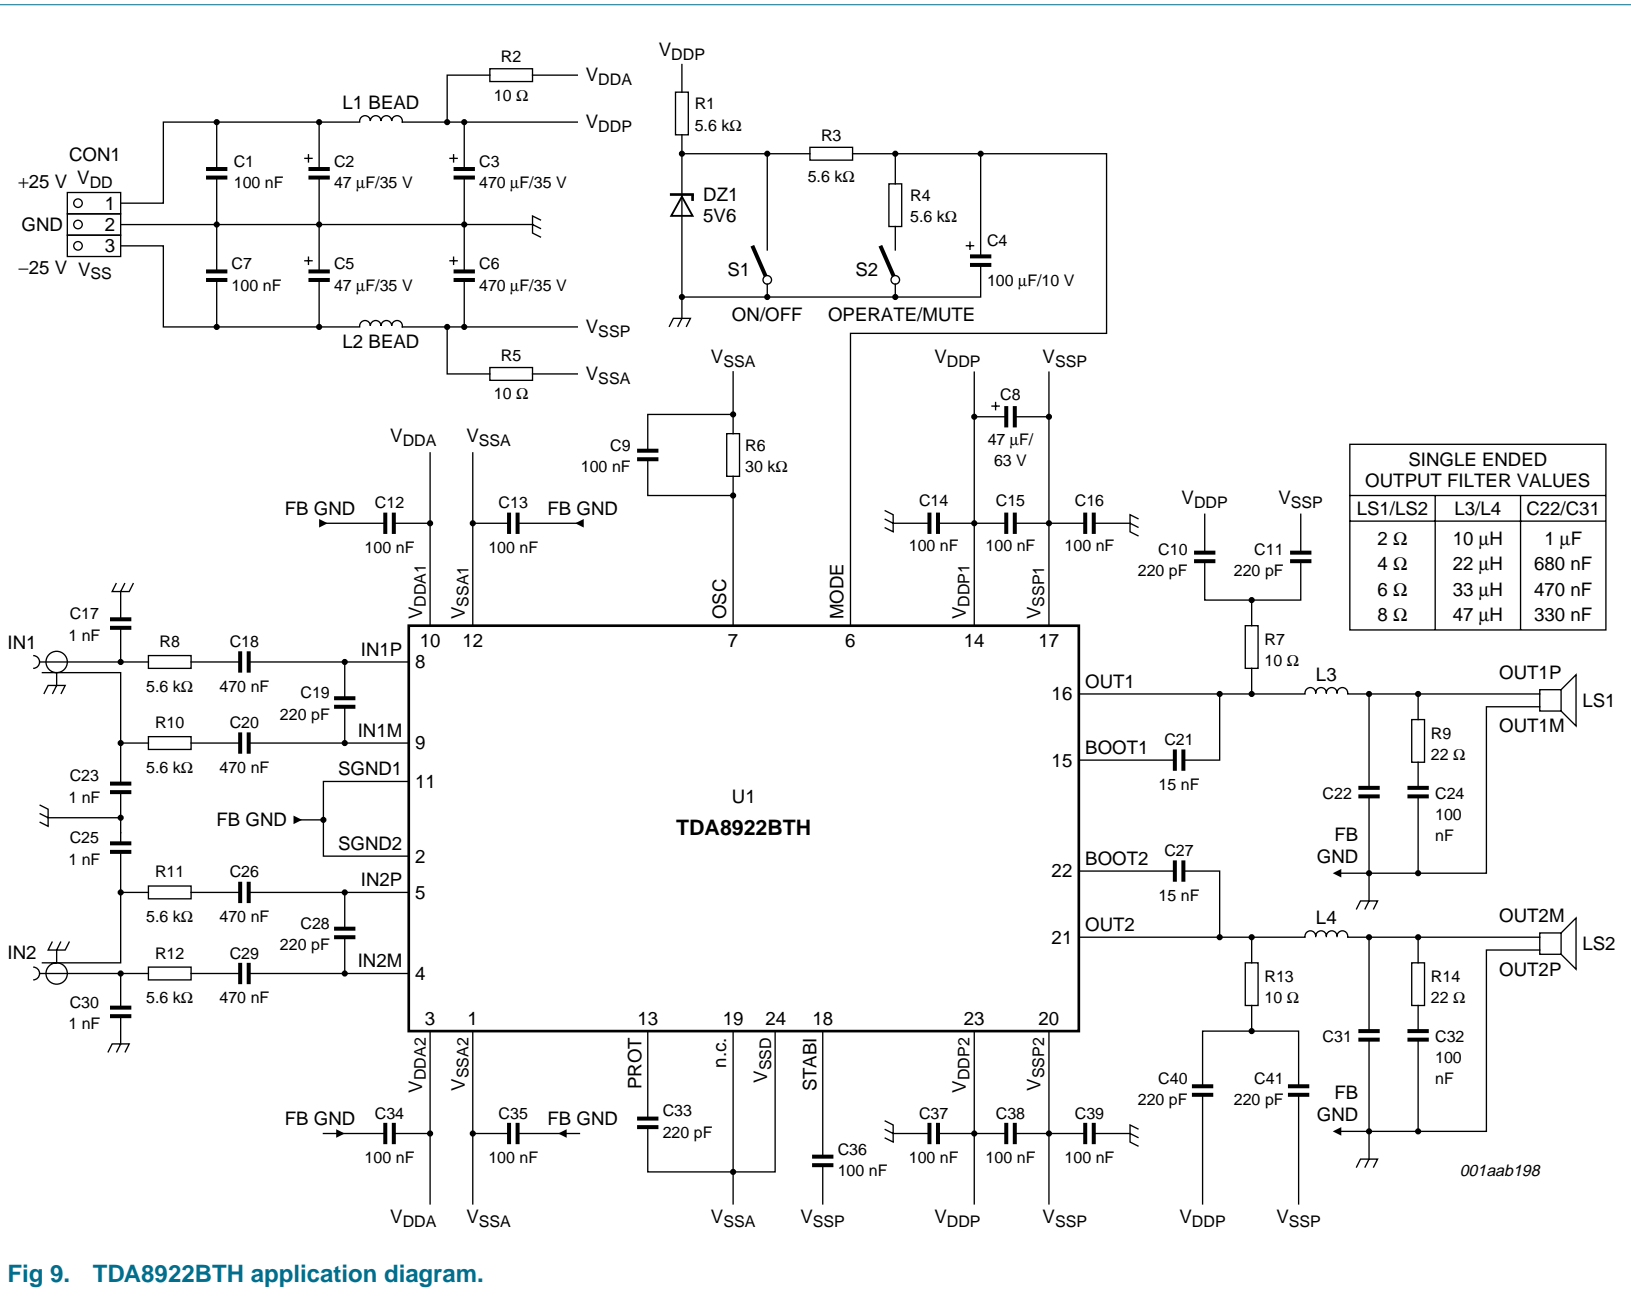 R2
10 Ω
VDDA
L1 BEAD
VDDP
CON1
+25 V VDD
1
GND
2
3
−25 V VSS
C1
100 nF
+ C2
47 μF/35 V
+ C3
470 μF/35 V
C7
100 nF
+ C5
47 μF/35 V
+ C6
470 μF/35 V
L2 BEAD
VSSP
R5
10 Ω
VSSA
VDDP
R1
5.6 kΩ
R3
5.6 kΩ
DZ1
5V6
R4
5.6 kΩ
S1
S2
+ C4
100 μF/10 V
ON/OFF
OPERATE/MUTE
VSSA
C9
100 nF
R6
30 kΩ
VDDP
VSSP
+ C8
47 μF/
63 V
C14
100 nF
C15
100 nF
C16
100 nF
VDDA
VSSA
FB GND
C12
100 nF
C13
100 nF
FB GND
SINGLE ENDED
OUTPUT FILTER VALUES
LS1/LS2 L3/L4 C22/C31
2 Ω 10 μH 1 μF
4 Ω 22 μH 680 nF
6 Ω 33 μH 470 nF
8 Ω 47 μH 330 nF
VDDP
VSSP
C10
220 pF
C11
220 pF
R7
10 Ω
VDDA1
VSSA1
OSC
MODE
VDDP1
VSSP1
10
12
7
6
14
17
C17
1 nF
IN1
R8
5.6 kΩ
C18
470 nF
IN1P
8
C19
220 pF
R10
5.6 kΩ
C20
470 nF
IN1M
9
C23
1 nF
SGND1
11
FB GND
C25
1 nF
SGND2
2
R11
5.6 kΩ
C26
470 nF
IN2P
5
C28
220 pF
IN2
R12
5.6 kΩ
C29
470 nF
IN2M
4
C30
1 nF
U1
TDA8922BTH
16
OUT1
15
BOOT1
C21
15 nF
22
BOOT2
C27
15 nF
21
OUT2
L3
OUT1P
LS1
OUT1M
R9
22 Ω
C22
C24
100
nF
FB
GND
L4
OUT2M
LS2
OUT2P
R13
10 Ω
R14
22 Ω
C31
C32
100
nF
FB
GND
C40
220 pF
C41
220 pF
VDDP
VSSP
3
1
13
19
24
18
23
20
VDDA2
VSSA2
PROT
n.c.
VSSD
STABI
VDDP2
VSSP2
FB GND
C34
100 nF
C35
100 nF
FB GND
C33
220 pF
C36
100 nF
C37
100 nF
C38
100 nF
C39
100 nF
VDDA
VSSA
VSSA
VSSP
VDDP
VSSP
001aab198
Fig 9. TDA8922BTH application diagram.